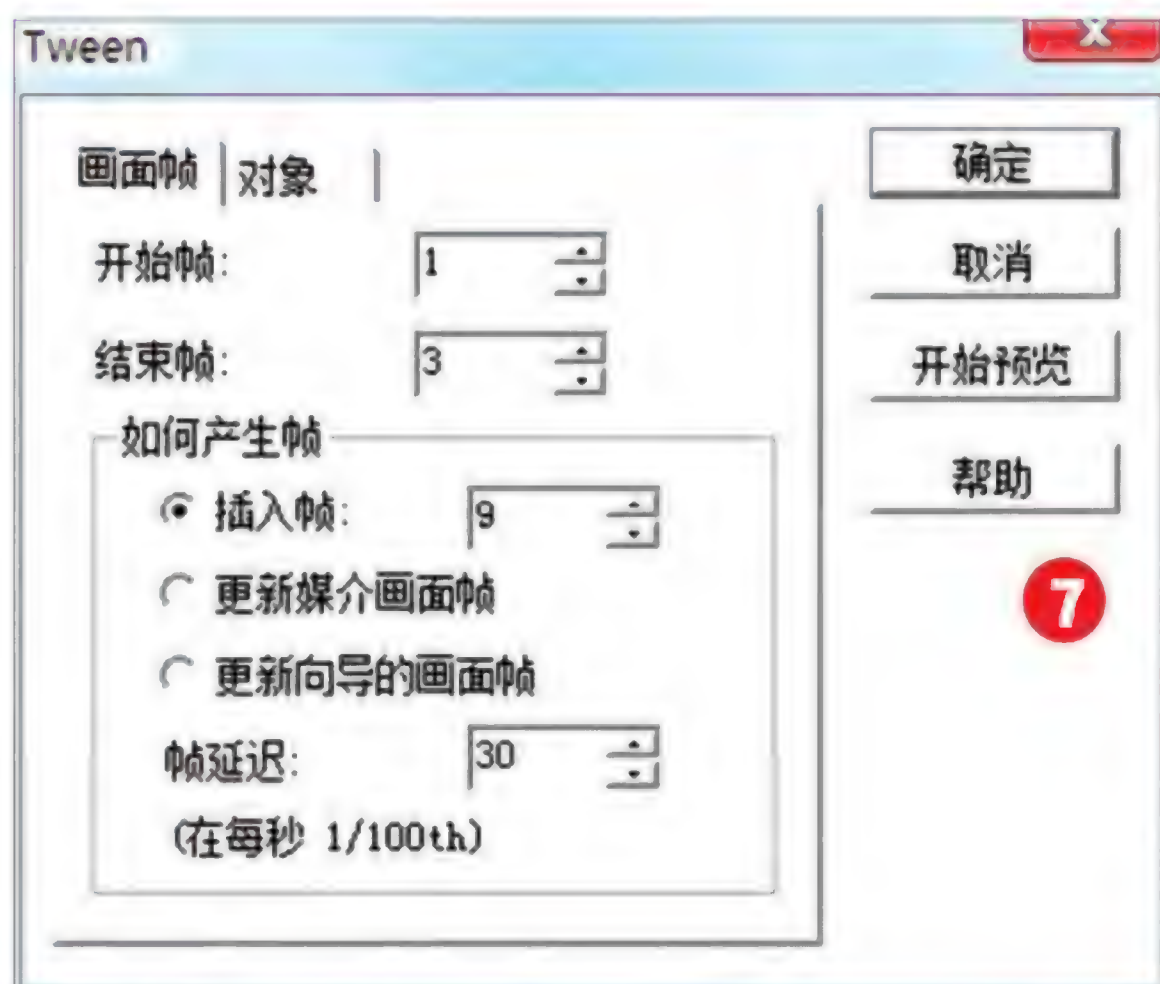 Tween
X
画面帧 对象
确定
开始帧: 1
取消
结束帧: 3
开始预览
如何产生帧
帮助
插入帧: 9
更新媒介画面帧
7
更新向导的画面帧
帧延迟: 30
(在每秒 1/100th)